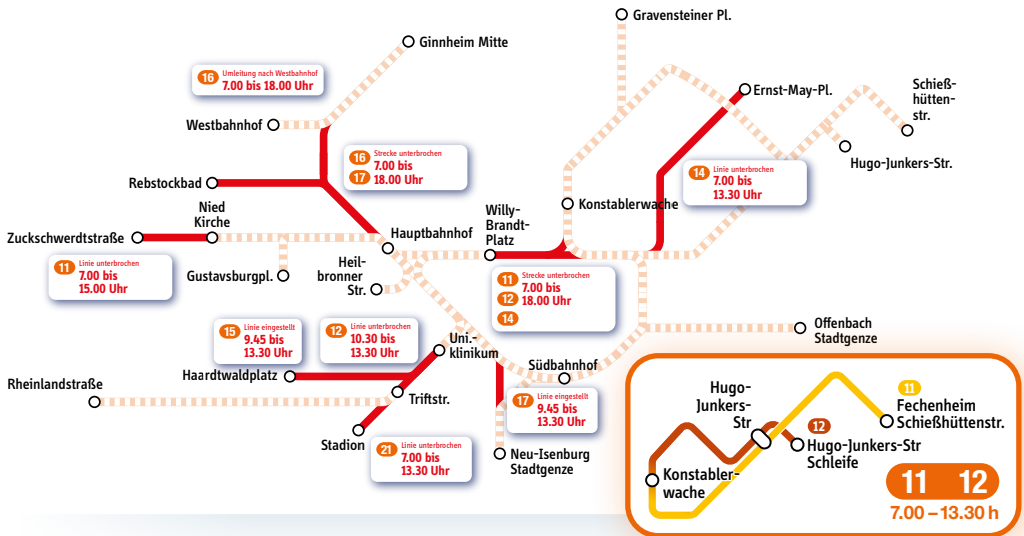 Gravensteiner Pl.
Ginnheim Mitte
16 Umleitung nach Westbahnhof
7.00 bis 18.00 Uhr
Ernst-May-Pl.
Schieß-
hütten-
str.
Westbahnhof
Hugo-Junkers-Str.
16 Strecke unterbrochen
17 7.00 bis
18.00 Uhr
14 Linie unterbrochen
7.00 bis
13.30 Uhr
Rebstockbad
Nied
Kirche
Zuckschwerdtstraße
Hauptbahnhof
Willy-
Brandt-
Platz
Konstablerwache
11 Linie unterbrochen
7.00 bis
15.00 Uhr
Gustavsburgpl.
Heil-
bronner
Str.
11 Strecke unterbrochen
7.00 bis
12 18.00 Uhr
14
15 Linie eingestellt
9.45 bis
13.30 Uhr
12 Linie unterbrochen
10.30 bis
13.30 Uhr
Uni.-
klinikum
Offenbach
Stadtgenze
Südbahnhof
Haardtwaldplatz
Rheinlandstraße
Triftstr.
17 Linie eingestellt
9.45 bis
13.30 Uhr
Stadion
21 Linie unterbrochen
7.00 bis
13.30 Uhr
Neu-Isenburg
Stadtgenze
Hugo-
Junkers-
Str
11
Fechenheim
Schießhüttenstr.
12
Hugo-Junkers-Str
Schleife
Konstabler-
wache
11 12
7.00 – 13.30 h